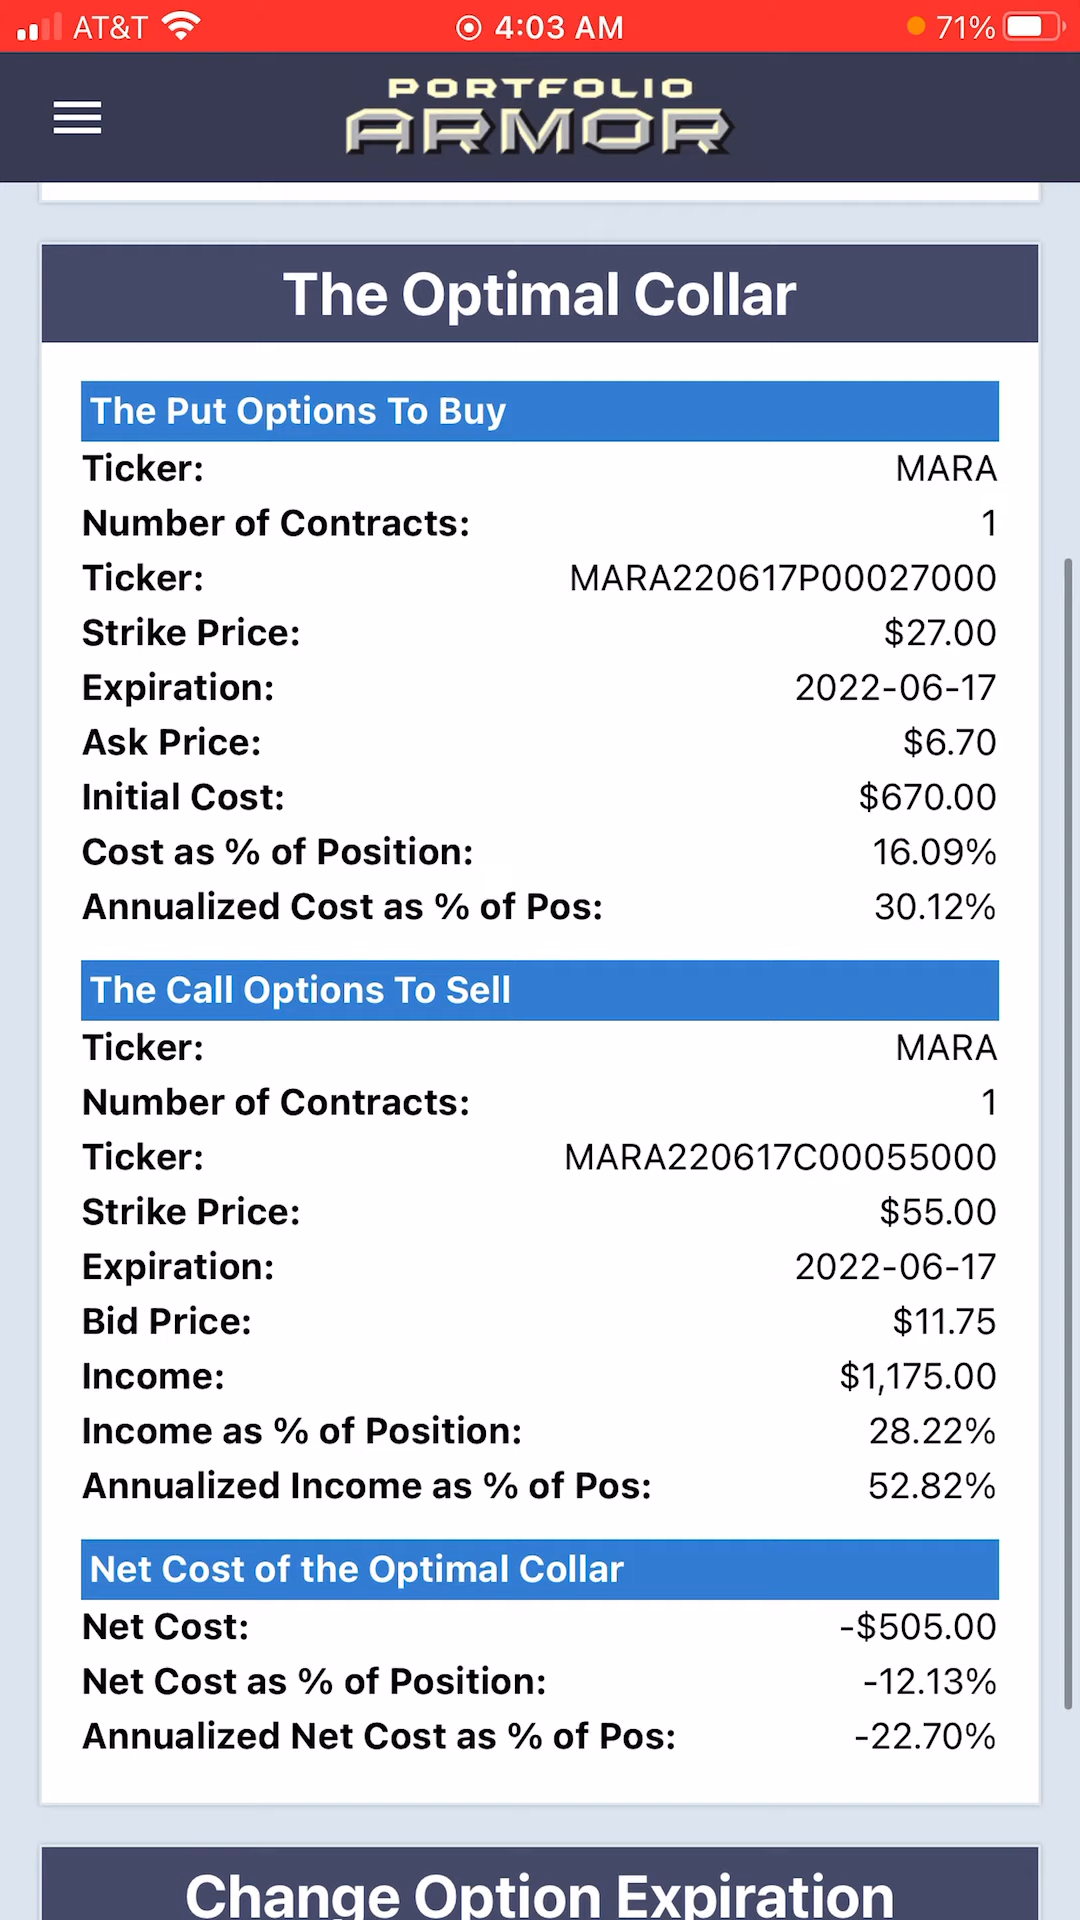 AT&T 4:03 AM 71%
PORTFOLIO
ARMOR
The Optimal Collar
The Put Options To Buy
Ticker: MARA
Number of Contracts: 1
Ticker: MARA220617P00027000
Strike Price: $27.00
Expiration: 2022-06-17
Ask Price: $6.70
Initial Cost: $670.00
Cost as % of Position: 16.09%
Annualized Cost as % of Pos: 30.12%
The Call Options To Sell
Ticker: MARA
Number of Contracts: 1
Ticker: MARA220617C00055000
Strike Price: $55.00
Expiration: 2022-06-17
Bid Price: $11.75
Income: $1,175.00
Income as % of Position: 28.22%
Annualized Income as % of Pos: 52.82%
Net Cost of the Optimal Collar
Net Cost: -$505.00
Net Cost as % of Position: -12.13%
Annualized Net Cost as % of Pos: -22.70%
Change Option Expiration